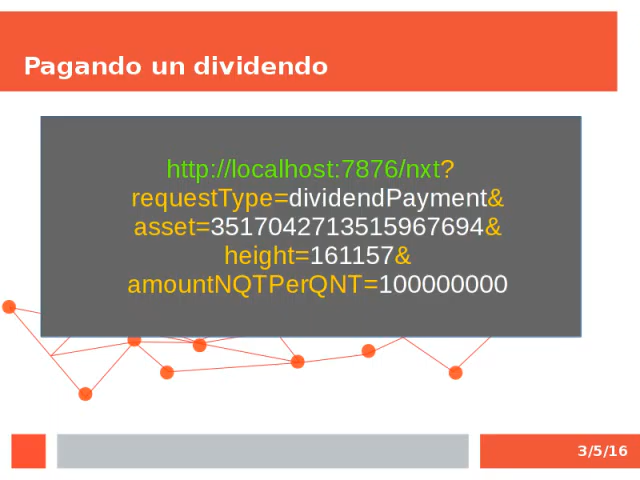 Pagando un dividendo
http://localhost:7876/nxt?
requestType=dividendPayment&
asset=3517042713515967694&
height=161157&
amountNQTPerQNT=100000000
3/5/16